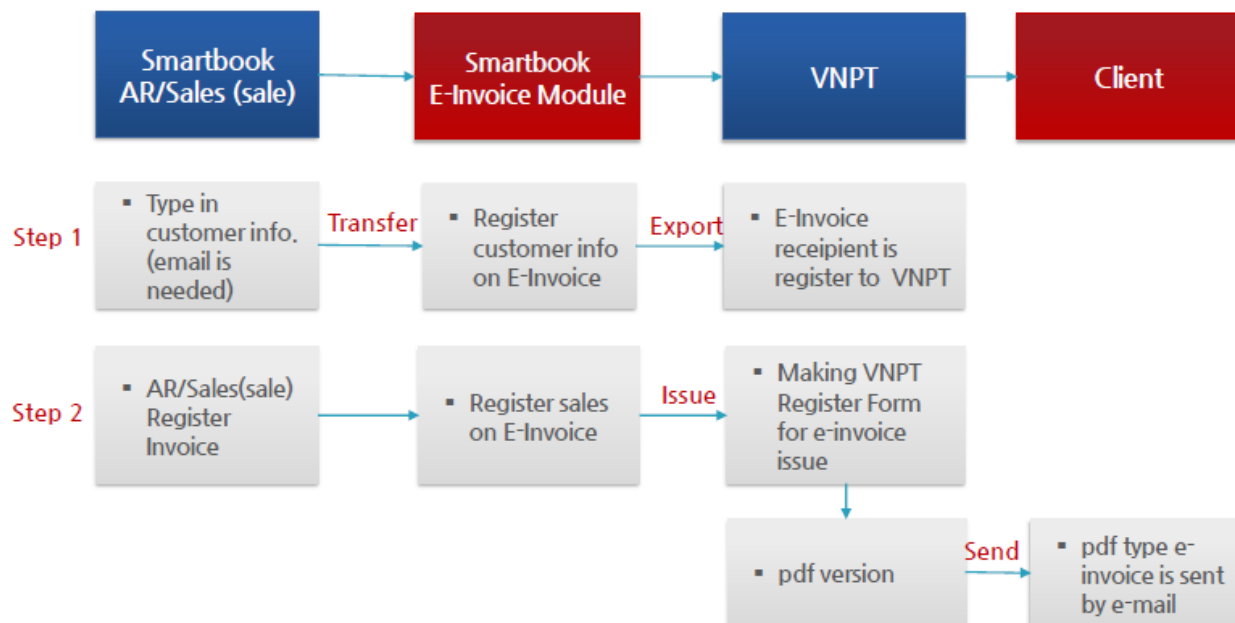 Smartbook
AR/Sales (sale)
Smartbook
E-Invoice Module
VNPT
Client
Step 1
▪ Type in
customer info.
(email is
needed)
Transfer
▪ Register
customer info
on E-Invoice
Export
▪ E-Invoice
receipient is
register to VNPT
Step 2
▪ AR/Sales(sale)
Register
Invoice
▪ Register sales
on E-Invoice
Issue
▪ Making VNPT
Register Form
for e-invoice
issue
▪ pdf version
Send
▪ pdf type e-
invoice is sent
by e-mail